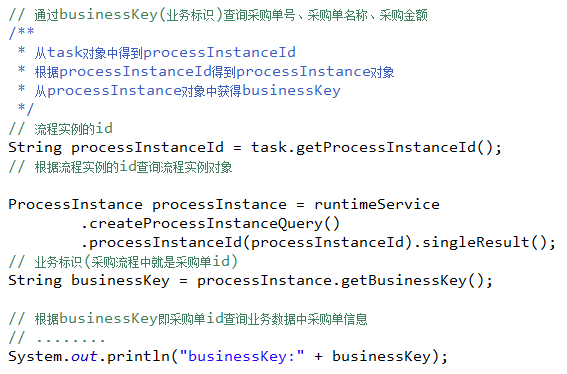 // 通过businessKey(业务标识)查询采购单号、采购单名称、采购金额
/**
 * 从task对象中得到processInstanceId
 * 根据processInstanceId得到processInstance对象
 * 从processInstance对象中获得businessKey
 */
// 流程实例的id
String processInstanceId = task.getProcessInstanceId();
// 根据流程实例的id查询流程实例对象
ProcessInstance processInstance = runtimeService
        .createProcessInstanceQuery()
        .processInstanceId(processInstanceId).singleResult();
// 业务标识(采购流程中就是采购单id)
String businessKey = processInstance.getBusinessKey();
// 根据businessKey即采购单id查询业务数据中采购单信息
// ........
System.out.println("businessKey:" + businessKey);